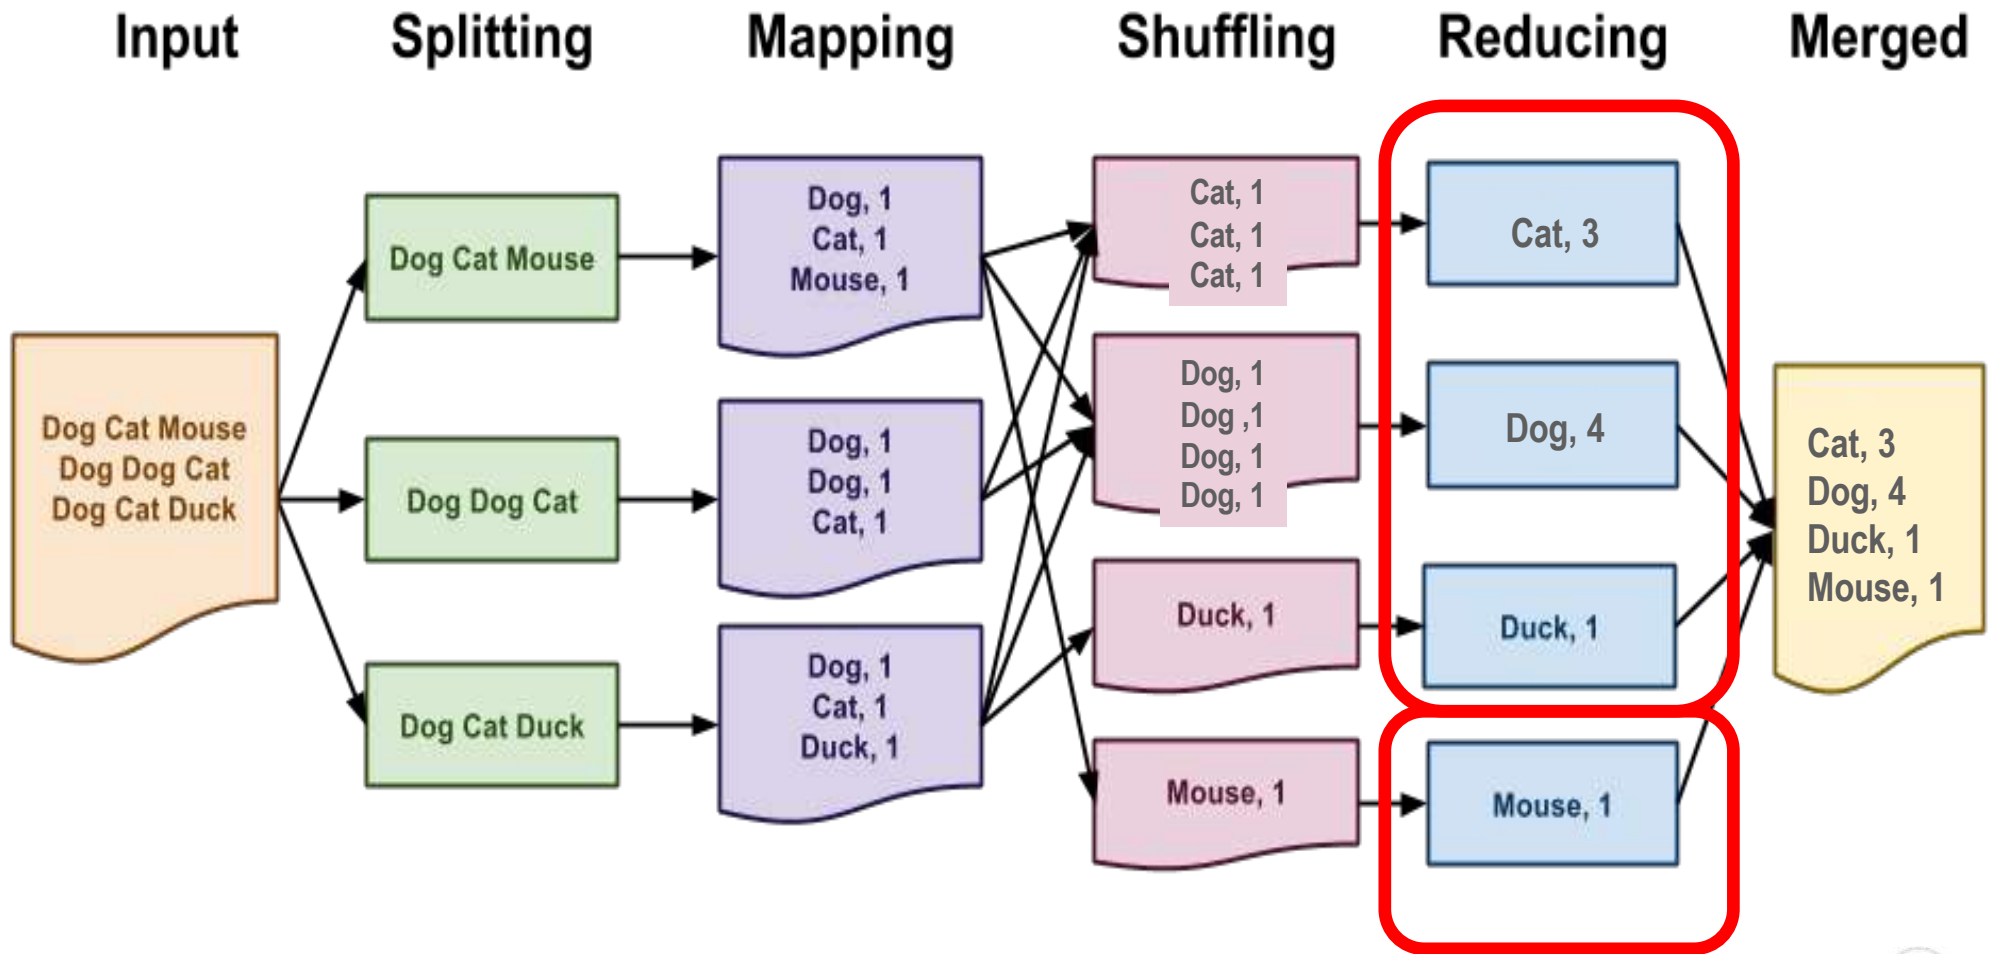 Input
Splitting
Mapping
Shuffling
Reducing
Merged
Dog Cat Mouse
Dog Dog Cat
Dog Cat Duck
Dog Cat Mouse
Dog Dog Cat
Dog Cat Duck
Dog, 1
Cat, 1
Mouse, 1
Dog, 1
Dog, 1
Cat, 1
Dog, 1
Cat, 1
Duck, 1
Cat, 1
Cat, 1
Cat, 1
Dog, 1
Dog ,1
Dog, 1
Dog, 1
Duck, 1
Mouse, 1
Cat, 3
Dog, 4
Duck, 1
Mouse, 1
Cat, 3
Dog, 4
Duck, 1
Mouse, 1